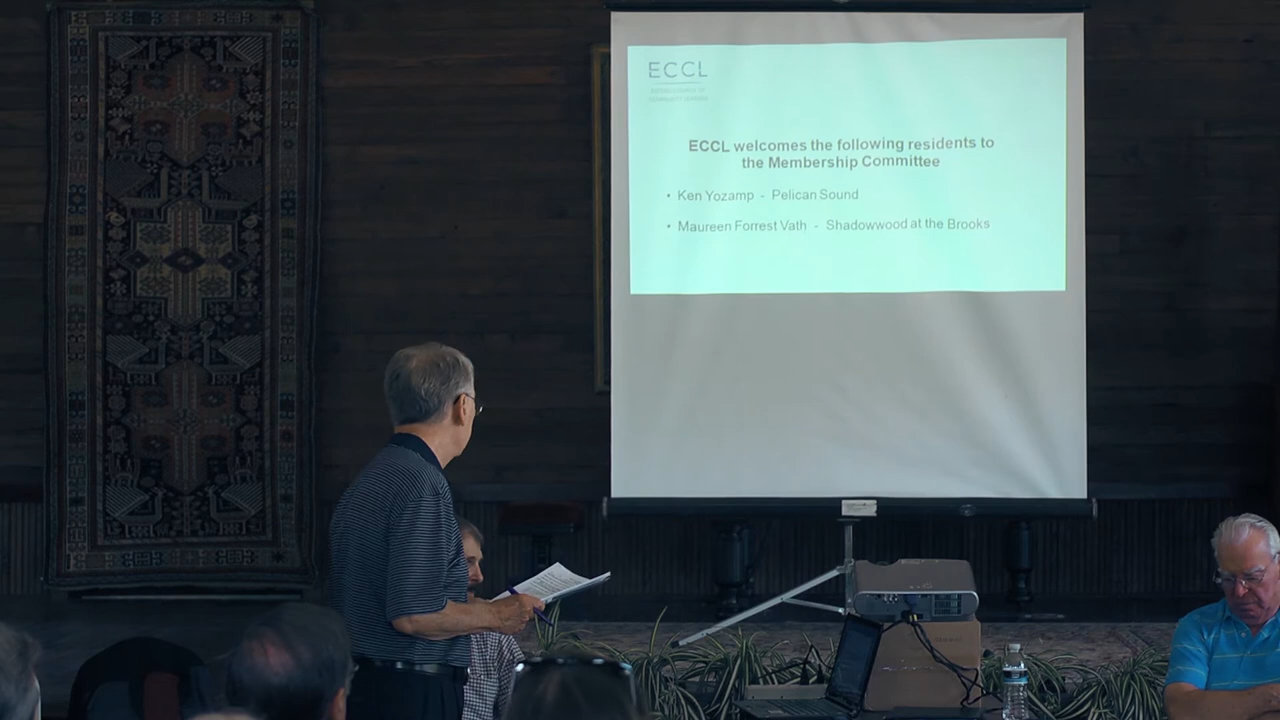 ECCL
ECCL welcomes the following residents to
the Membership Committee
• Ken Yozamp - Pelican Sound
• Maureen Forrest Vath - Shadowwood at the Brooks